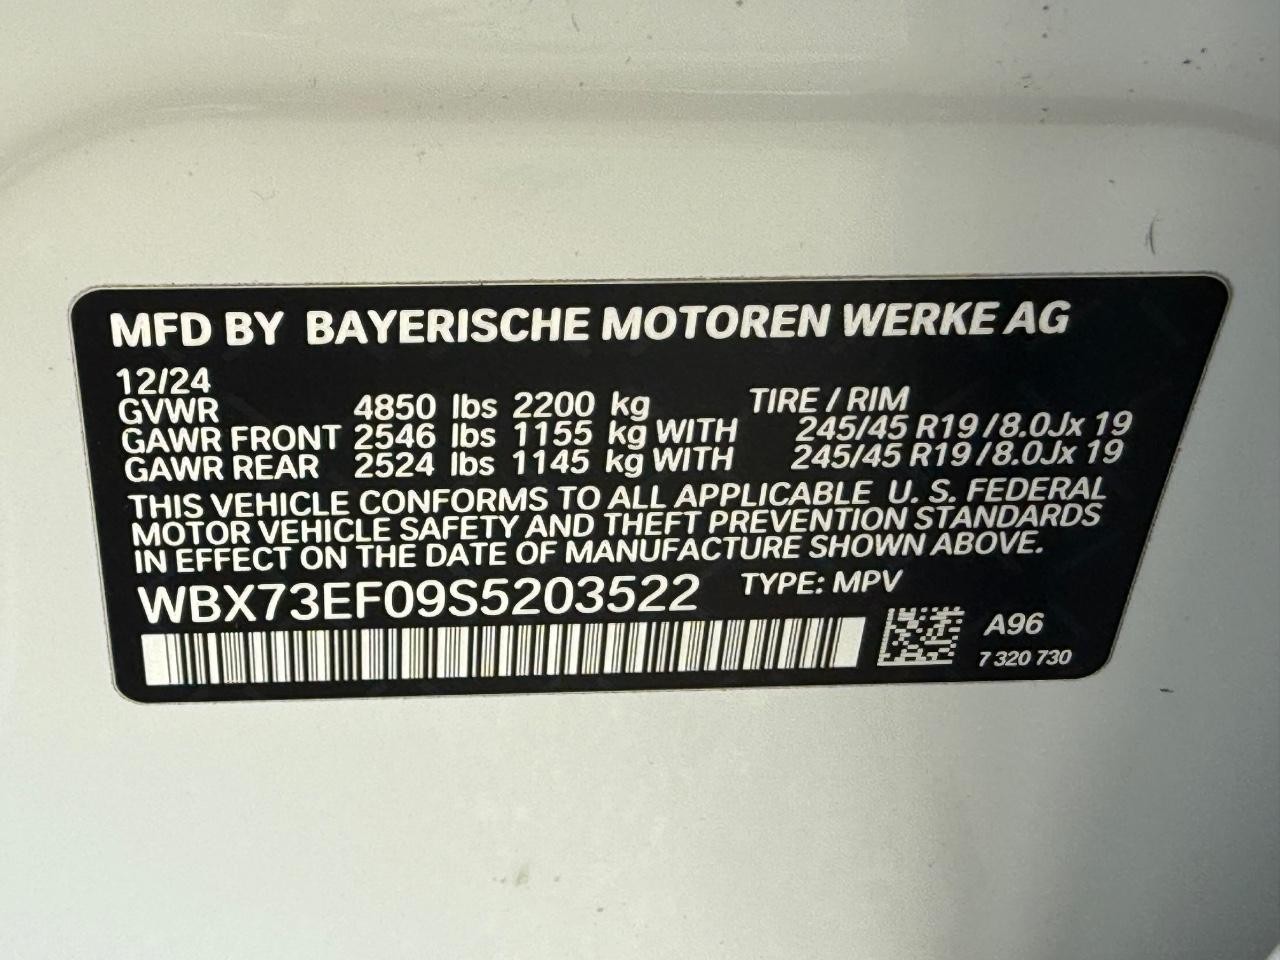 MFD BY BAYERISCHE MOTOREN WERKE AG
12/24
GVWR 4850 lbs 2200 kg TIRE / RIM
GAWR FRONT 2546 lbs 1155 kg WITH 245/45 R19 /8.0Jx 19
GAWR REAR 2524 lbs 1145 kg WITH 245/45 R19 /8.0Jx 19
THIS VEHICLE CONFORMS TO ALL APPLICABLE U. S. FEDERAL
MOTOR VEHICLE SAFETY AND THEFT PREVENTION STANDARDS
IN EFFECT ON THE DATE OF MANUFACTURE SHOWN ABOVE.
WBX73EF09S5203522 TYPE: MPV
A96
7 320 730